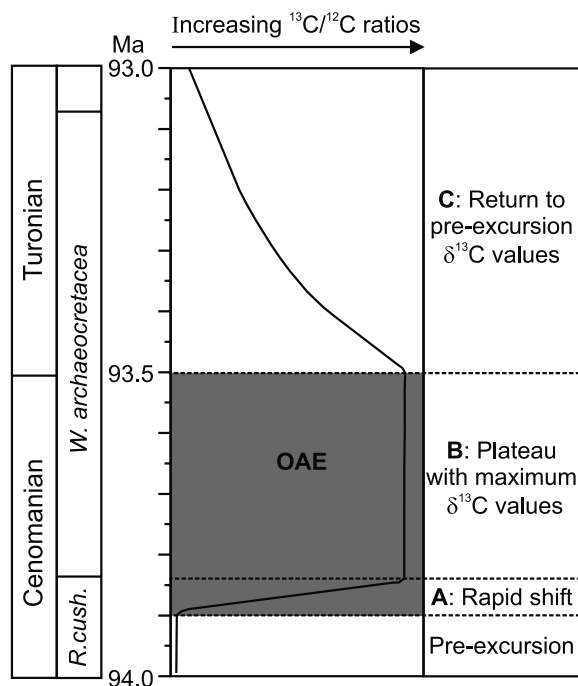 Increasing ¹³C/¹²C ratios
Ma
93.0
93.5
94.0
Turonian
Cenomanian
W. archaeocretacea
R.cush.
OAE
C: Return to
pre-excursion
δ¹³C values
B: Plateau
with maximum
δ¹³C values
A: Rapid shift
Pre-excursion